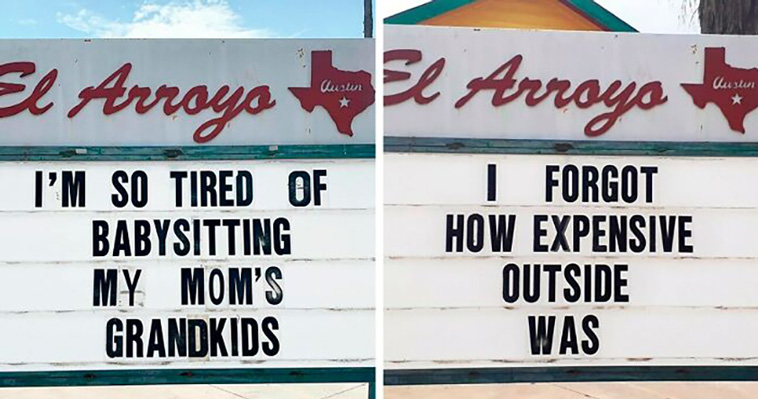 El Arroyo
Austin
I'M SO TIRED OF
BABYSITTING
MY MOM'S
GRANDKIDS
El Arroyo
Austin
I FORGOT
HOW EXPENSIVE
OUTSIDE
WAS